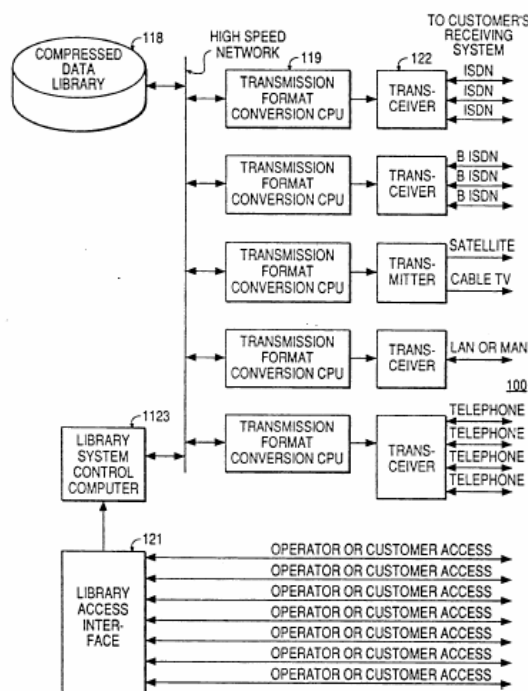 118
COMPRESSED
DATA
LIBRARY
HIGH SPEED
NETWORK
119
TRANSMISSION
FORMAT
CONVERSION CPU
122
TRANS-
CEIVER
TO CUSTOMER'S
RECEIVING
SYSTEM
ISDN
ISDN
ISDN
TRANSMISSION
FORMAT
CONVERSION CPU
TRANS-
CEIVER
B ISDN
B ISDN
B ISDN
TRANSMISSION
FORMAT
CONVERSION CPU
TRANS-
MITTER
SATELLITE
CABLE TV
TRANSMISSION
FORMAT
CONVERSION CPU
TRANS-
CEIVER
LAN OR MAN
100
1123
LIBRARY
SYSTEM
CONTROL
COMPUTER
TRANSMISSION
FORMAT
CONVERSION CPU
TRANS-
CEIVER
TELEPHONE
TELEPHONE
TELEPHONE
TELEPHONE
121
LIBRARY
ACCESS
INTER-
FACE
OPERATOR OR CUSTOMER ACCESS
OPERATOR OR CUSTOMER ACCESS
OPERATOR OR CUSTOMER ACCESS
OPERATOR OR CUSTOMER ACCESS
OPERATOR OR CUSTOMER ACCESS
OPERATOR OR CUSTOMER ACCESS
OPERATOR OR CUSTOMER ACCESS